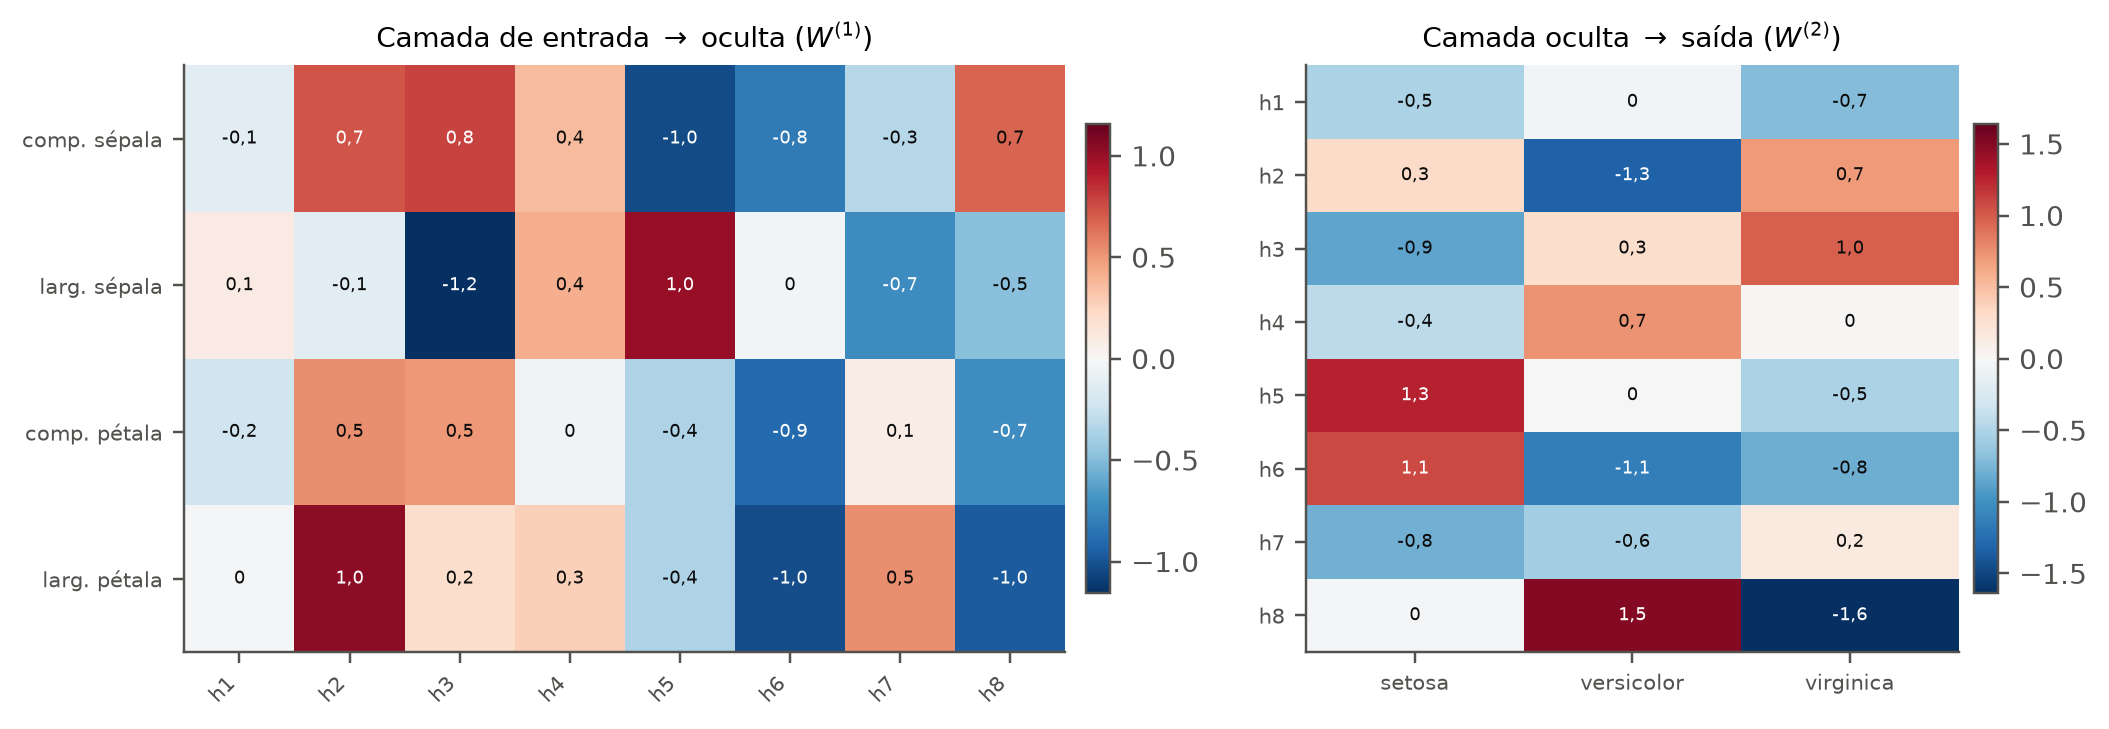 Camada de entrada → oculta (W^(1))
comp. sépala -0,1 0,7 0,8 0,4 -1,0 -0,8 -0,3 0,7
larg. sépala 0,1 -0,1 -1,2 0,4 1,0 0 -0,7 -0,5
comp. pétala -0,2 0,5 0,5 0 -0,4 -0,9 0,1 -0,7
larg. pétala 0 1,0 0,2 0,3 -0,4 -1,0 0,5 -1,0
h1 h2 h3 h4 h5 h6 h7 h8
1.0
0.5
0.0
−0.5
−1.0
Camada oculta → saída (W^(2))
h1 -0,5 0 -0,7
h2 0,3 -1,3 0,7
h3 -0,9 0,3 1,0
h4 -0,4 0,7 0
h5 1,3 0 -0,5
h6 1,1 -1,1 -0,8
h7 -0,8 -0,6 0,2
h8 0 1,5 -1,6
setosa versicolor virginica
1.5
1.0
0.5
0.0
−0.5
−1.0
−1.5